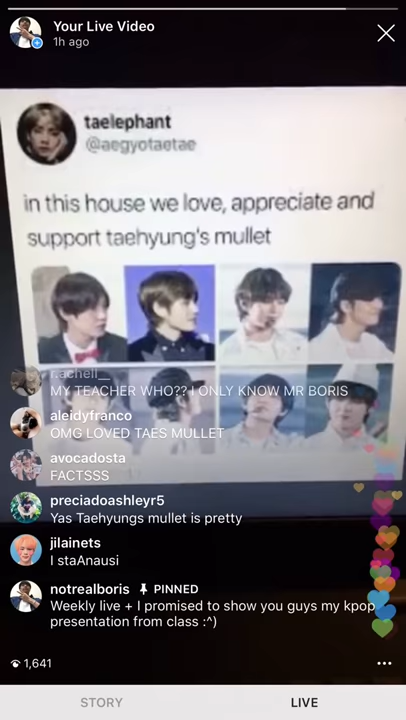 Your Live Video
1h ago
taelephant
@aegyotaetae
in this house we love, appreciate and
support taehyung's mullet
r.achell__
MY TEACHER WHO?? I ONLY KNOW MR BORIS
aleidyfranco
OMG LOVED TAES MULLET
avocadosta
FACTSSS
preciadoashleyr5
Yas Taehyungs mullet is pretty
jilainets
I staAnausi
notrealboris PINNED
Weekly live + I promised to show you guys my kpop
presentation from class :^)
1,641
STORY LIVE